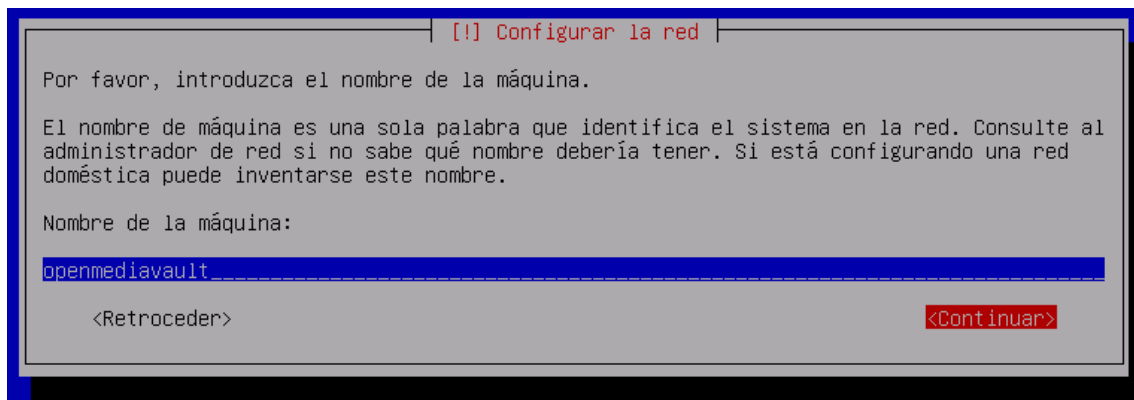 [!] Configurar la red
Por favor, introduzca el nombre de la máquina.
El nombre de máquina es una sola palabra que identifica el sistema en la red. Consulte al
administrador de red si no sabe qué nombre debería tener. Si está configurando una red
doméstica puede inventarse este nombre.
Nombre de la máquina:
openmediavault
<Retroceder> <Continuar>